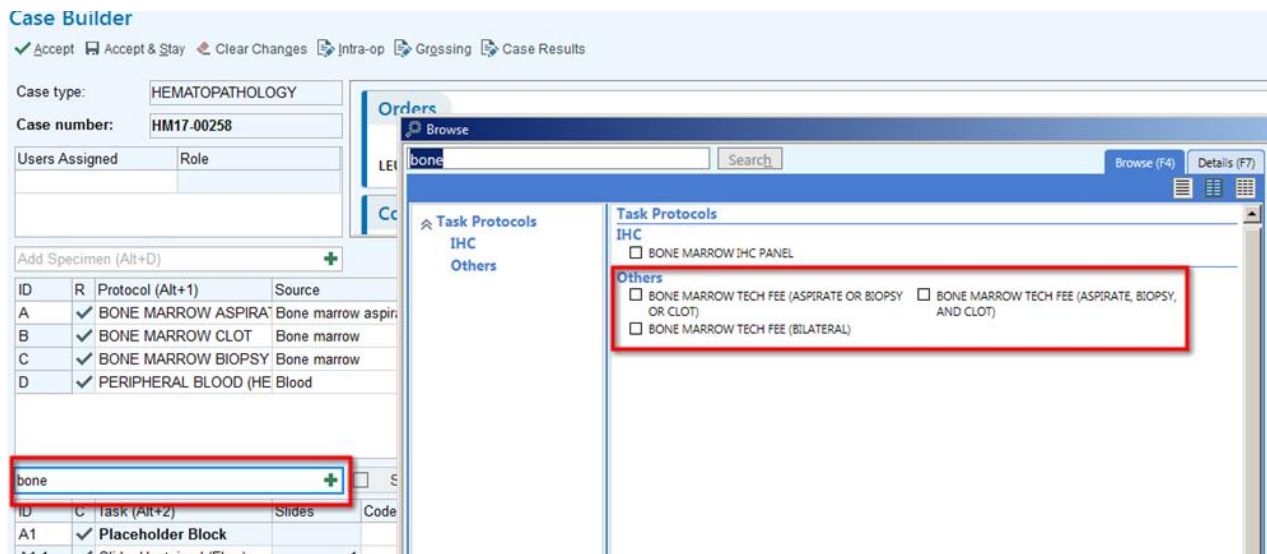 Case Builder
Accept Accept & Stay Clear Changes Intra-op Grossing Case Results
Case type: HEMATOPATHOLOGY
Case number: HM17-00258
Users Assigned Role
Orders
LEU
Co
Add Specimen (Alt+D)
ID R Protocol (Alt+1) Source
A BONE MARROW ASPIRA Bone marrow aspira
B BONE MARROW CLOT Bone marrow
C BONE MARROW BIOPSY Bone marrow
D PERIPHERAL BLOOD (HE Blood
bone S
ID C Task (Alt+2) Slides Code
A1 Placeholder Block
Browse
bone Search Browse (F4) Details (F7)
Task Protocols
IHC
Others
Task Protocols
IHC
BONE MARROW IHC PANEL
Others
BONE MARROW TECH FEE (ASPIRATE OR BIOPSY OR CLOT)
BONE MARROW TECH FEE (ASPIRATE, BIOPSY, AND CLOT)
BONE MARROW TECH FEE (BILATERAL)